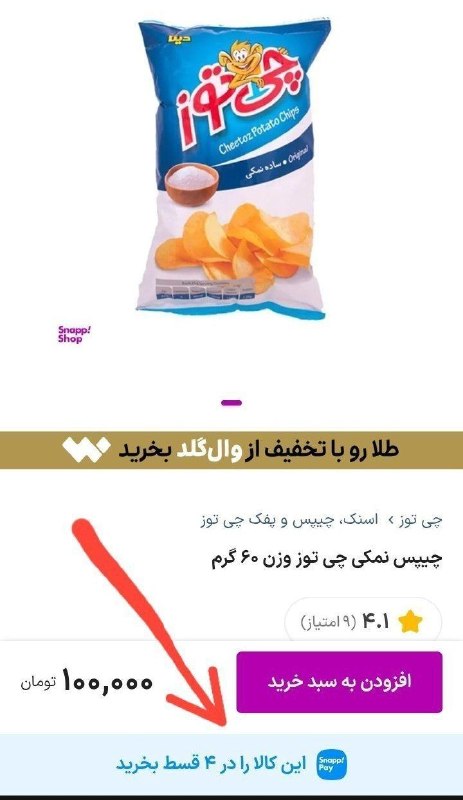 دینا
چی توز
Cheetoz Potato Chips
Original • ساده نمکی
Snapp!
Shop
طلا رو با تخفیف از وال‌گلد بخرید
چی توز › اسنک، چیپس و پفک چی توز
چیپس نمکی چی توز وزن ۶۰ گرم
۴.۱ (۹ امتیاز)
افزودن به سبد خرید
۱۰۰,۰۰۰ تومان
Snapp!
Pay
این کالا را در ۴ قسط بخرید